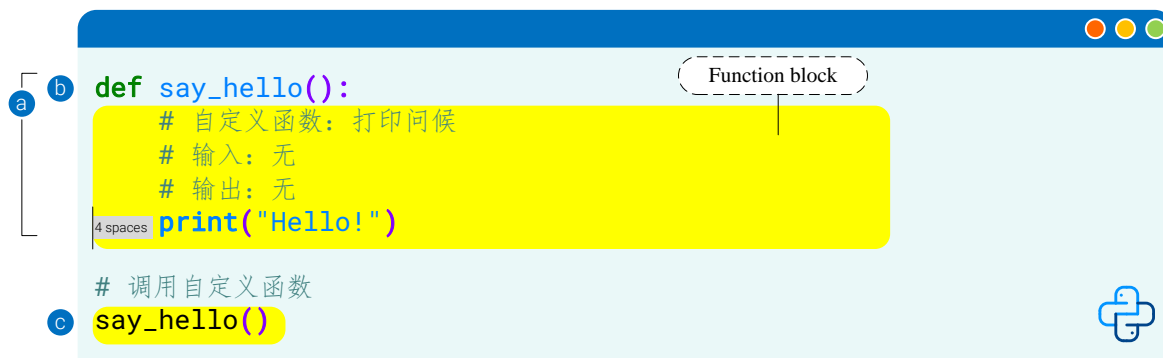 Function block
a
b def say_hello():
# 自定义函数：打印问候
# 输入：无
# 输出：无
4 spaces print("Hello!")
# 调用自定义函数
c say_hello()